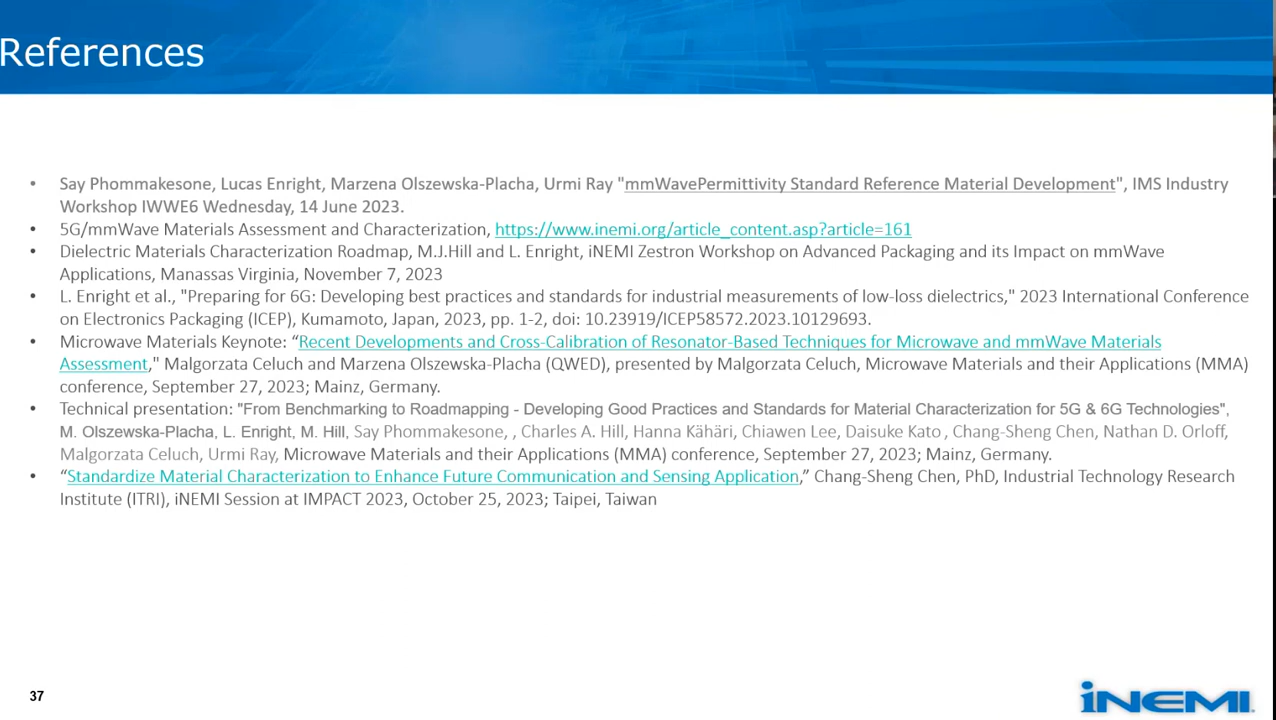 References
• Say Phommakesone, Lucas Enright, Marzena Olszewska-Placha, Urmi Ray "mmWavePermittivity Standard Reference Material Development", IMS Industry
Workshop IWWE6 Wednesday, 14 June 2023.
• 5G/mmWave Materials Assessment and Characterization, https://www.inemi.org/article_content.asp?article=161
• Dielectric Materials Characterization Roadmap, M.J.Hill and L. Enright, iNEMI Zestron Workshop on Advanced Packaging and its Impact on mmWave
Applications, Manassas Virginia, November 7, 2023
• L. Enright et al., "Preparing for 6G: Developing best practices and standards for industrial measurements of low-loss dielectrics," 2023 International Conference
on Electronics Packaging (ICEP), Kumamoto, Japan, 2023, pp. 1-2, doi: 10.23919/ICEP58572.2023.10129693.
• Microwave Materials Keynote: “Recent Developments and Cross-Calibration of Resonator-Based Techniques for Microwave and mmWave Materials
Assessment," Malgorzata Celuch and Marzena Olszewska-Placha (QWED), presented by Malgorzata Celuch, Microwave Materials and their Applications (MMA)
conference, September 27, 2023; Mainz, Germany.
• Technical presentation: "From Benchmarking to Roadmapping - Developing Good Practices and Standards for Material Characterization for 5G & 6G Technologies",
M. Olszewska-Placha, L. Enright, M. Hill, Say Phommakesone, , Charles A. Hill, Hanna Kähäri, Chiawen Lee, Daisuke Kato , Chang-Sheng Chen, Nathan D. Orloff,
Malgorzata Celuch, Urmi Ray, Microwave Materials and their Applications (MMA) conference, September 27, 2023; Mainz, Germany.
• “Standardize Material Characterization to Enhance Future Communication and Sensing Application,” Chang-Sheng Chen, PhD, Industrial Technology Research
Institute (ITRI), iNEMI Session at IMPACT 2023, October 25, 2023; Taipei, Taiwan
37
iNEMI